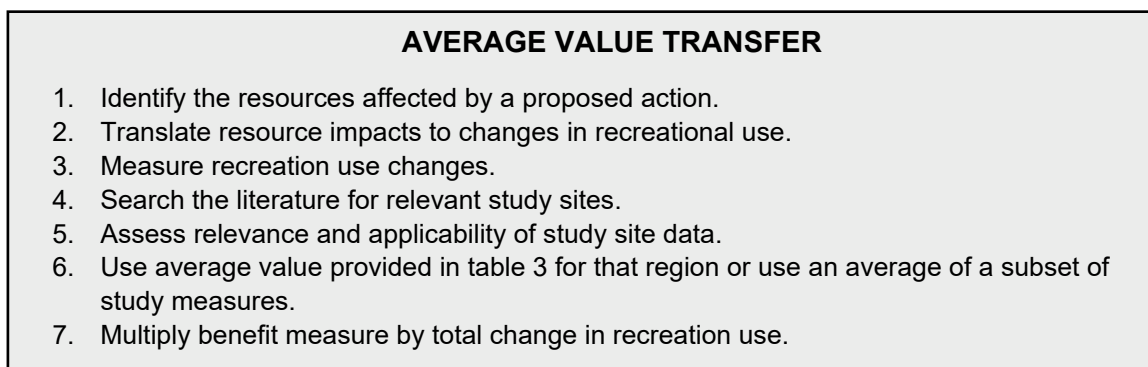 AVERAGE VALUE TRANSFER
1. Identify the resources affected by a proposed action.
2. Translate resource impacts to changes in recreational use.
3. Measure recreation use changes.
4. Search the literature for relevant study sites.
5. Assess relevance and applicability of study site data.
6. Use average value provided in table 3 for that region or use an average of a subset of
study measures.
7. Multiply benefit measure by total change in recreation use.